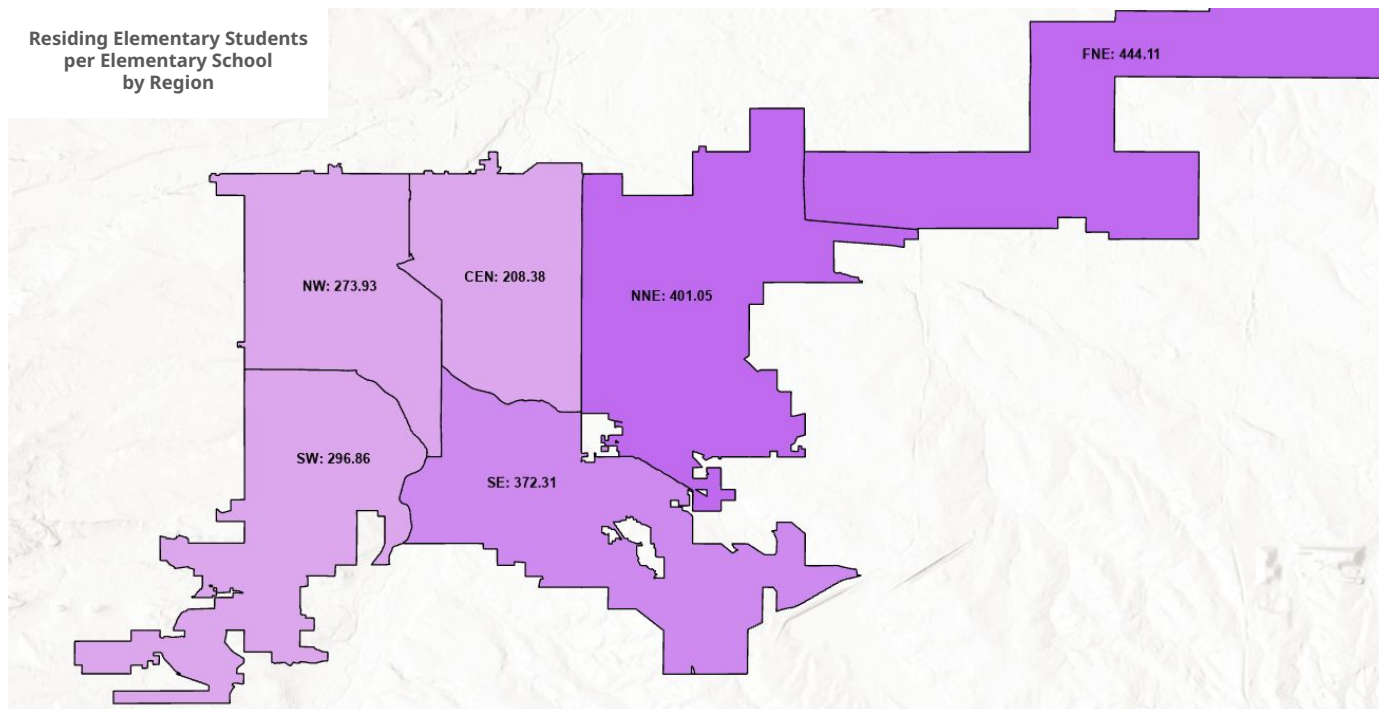 Residing Elementary Students
per Elementary School
by Region
FNE: 444.11
NW: 273.93
CEN: 208.38
NNE: 401.05
SW: 296.86
SE: 372.31